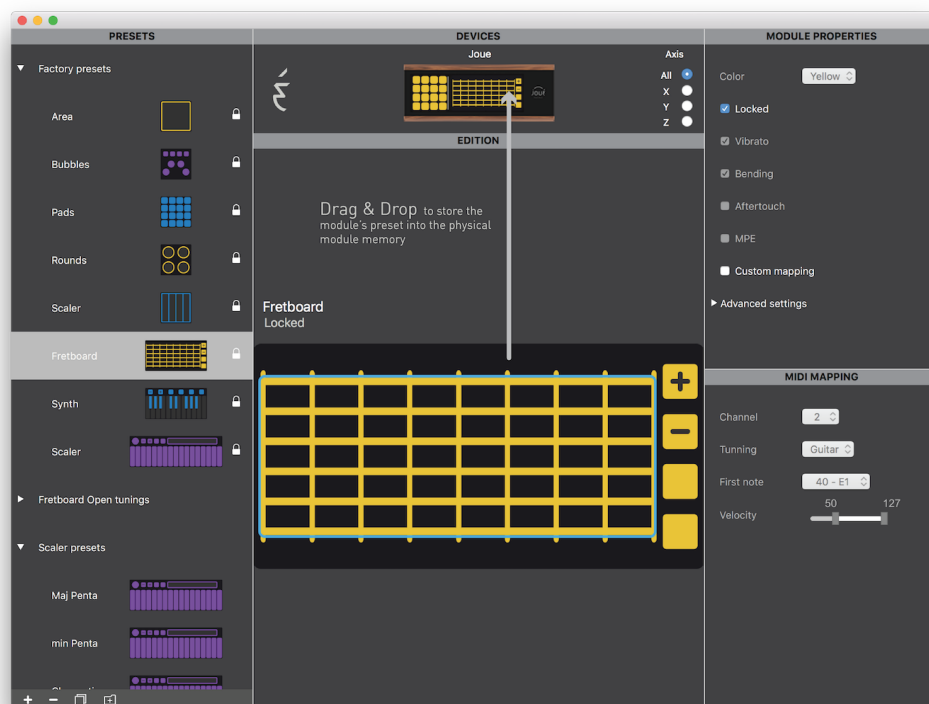 PRESETS
Factory presets
Area
Bubbles
Pads
Rounds
Scaler
Fretboard
Synth
Scaler
Fretboard Open tunings
Scaler presets
Maj Penta
min Penta
DEVICES
Joue
Joue
Axis
All
X
Y
Z
EDITION
Drag & Drop to store the
module's preset into the physical
module memory
Fretboard
Locked
+
−
MODULE PROPERTIES
Color Yellow
Locked
Vibrato
Bending
Aftertouch
MPE
Custom mapping
Advanced settings
MIDI MAPPING
Channel 2
Tunning Guitar
First note 40 - E1
50 127
Velocity